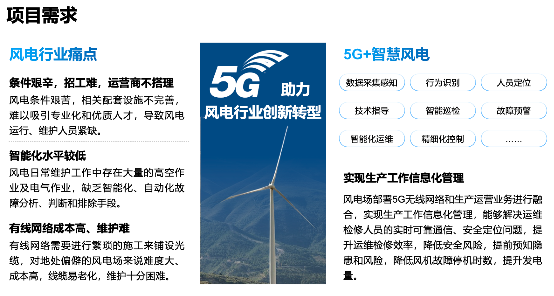 项目需求
风电行业痛点
条件艰辛，招工难，运营商不搭理
风电条件艰苦，相关配套设施不完善，
难以吸引专业化和优质人才，导致风电
运行、维护人员紧缺。
智能化水平较低
风电日常维护工作中存在大量的高空作
业及电气作业，缺乏智能化、自动化故
障分析、判断和排除手段。
有线网络成本高、维护难
有线网络需要进行繁琐的施工来铺设光
缆，对地处偏僻的风电场来说难度大、
成本高，线缆易老化，维护十分困难。
5G 助力
风电行业创新转型
5G+智慧风电
数据采集感知 行为识别 人员定位
技术指导 智能巡检 故障预警
智能化运维 精细化控制 ……
实现生产工作信息化管理
风电场部署5G无线网络和生产运营业务进行融
合，实现生产工作信息化管理，能够解决运维
检修人员的实时可靠通信、安全定位问题，提
升运维检修效率，降低安全风险，提前预知隐
患和风险，降低风机故障停机时数，提升发电
量。